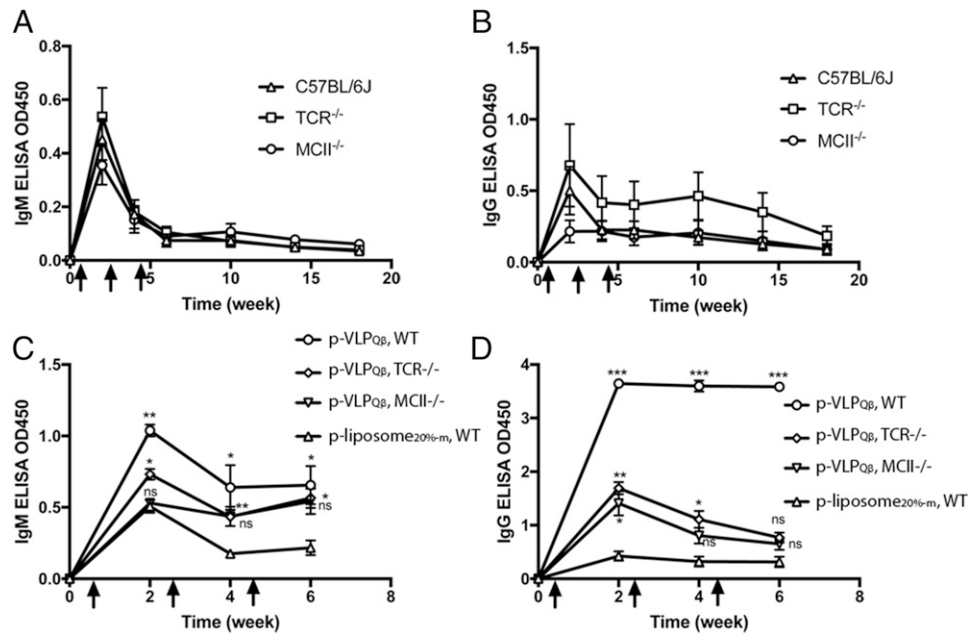 A
0.8
0.6
0.4
0.2
0.0
IgM ELISA OD450
C57BL/6J
TCR-/-
MCII-/-
0 5 10 15 20
Time (week)
B
1.5
1.0
0.5
0.0
IgG ELISA OD450
C57BL/6J
TCR-/-
MCII-/-
0 5 10 15 20
Time (week)
C
1.5
1.0
0.5
0.0
IgM ELISA OD450
p-VLPQβ, WT
p-VLPQβ, TCR-/-
p-VLPQβ, MCII-/-
p-liposome20%-m, WT
**
*
ns
*
**
ns
*
ns
0 2 4 6 8
Time (week)
D
4
3
2
1
0
IgG ELISA OD450
*** *** ***
p-VLPQβ, WT
p-VLPQβ, TCR-/-
p-VLPQβ, MCII-/-
p-liposome20%-m, WT
**
*
*
ns
ns
ns
0 2 4 6 8
Time (week)